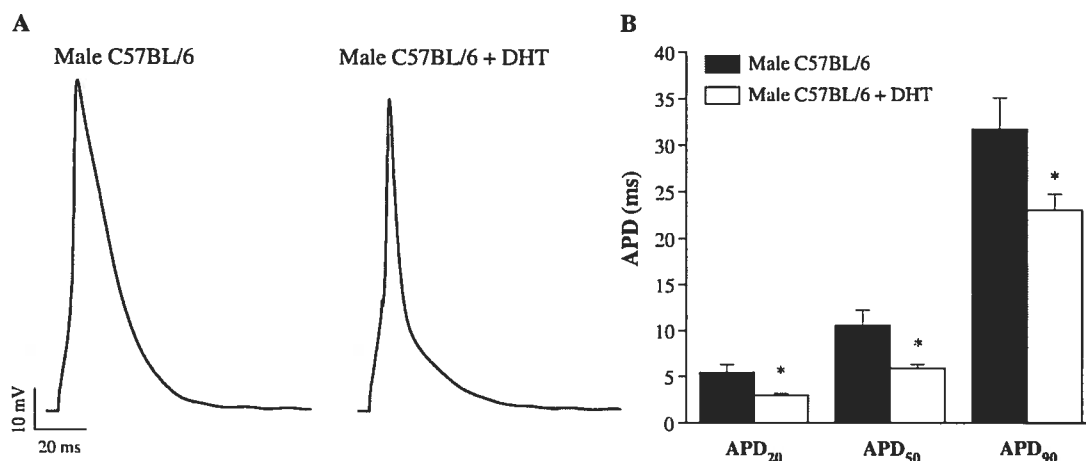 A
Male C57BL/6
Male C57BL/6 + DHT
10 mV
20 ms
B
Male C57BL/6
Male C57BL/6 + DHT
APD (ms)
40
35
30
25
20
15
10
5
0
*
*
*
APD20
APD50
APD90